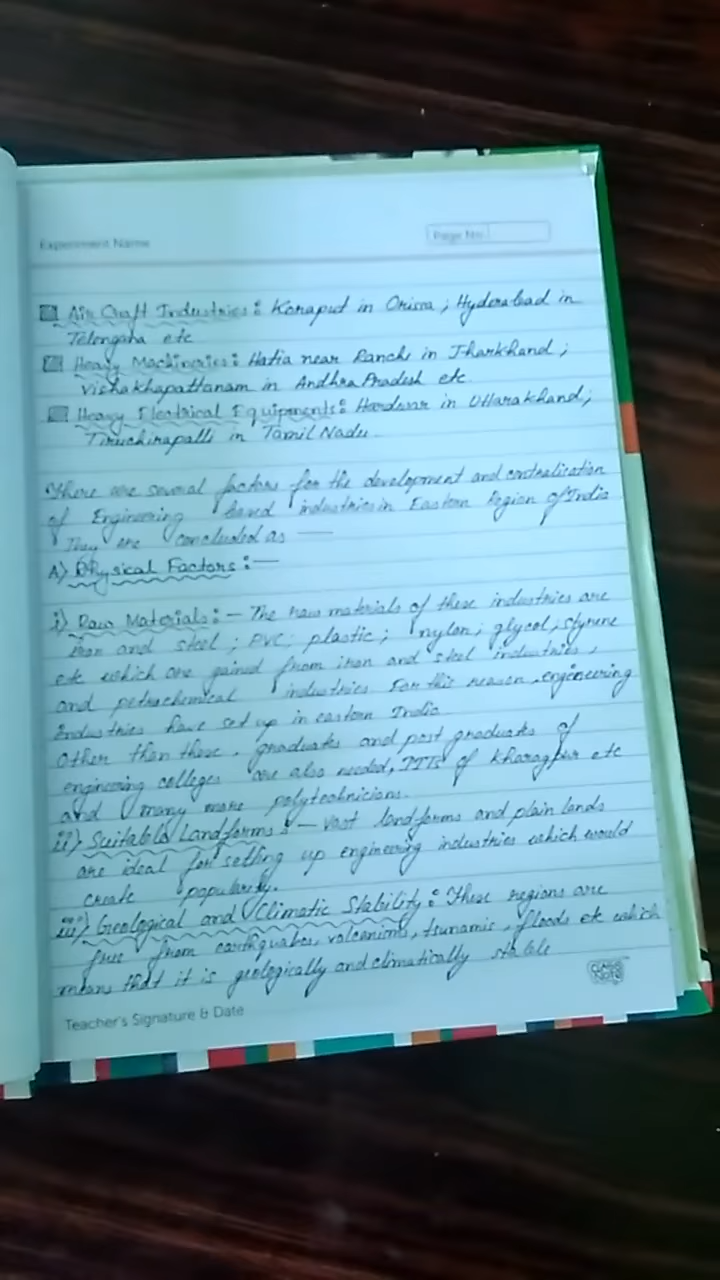 Experiment Name
Page No
Air Craft Industries: Koraput in Orissa; Hyderabad in
Telengana etc
Heavy Machineries: Hatia near Ranchi in Jharkhand;
Vishakhapattanam in Andhra Pradesh etc
Heavy Electrical Equipments: Hardwar in Uttarakhand;
Tiruchirapalli in Tamil Nadu.
There are several factors for the development and centralisation
of Engineering based industries in Eastern Region of India
They are concluded as —
A) Physical Factors:—
i) Raw Materials:— The raw materials of these industries are
iron and steel; PVC; plastic; nylon; glycol; styrene
etc which are gained from iron and steel industries,
and petrochemical industries. For this reason, engineering
industries have set up in eastern India
Other than these, graduates and post graduates of
engineering colleges are also needed, IITs of Kharagpur etc
and many more polytechnicians.
ii) Suitable Landforms:— Vast landforms and plain lands
are ideal for setting up engineering industries which would
create popularity.
iii) Geological and Climatic Stability: These regions are
free from earthquakes, volcanims, tsunamis, floods etc which
means that it is geologically and climatically stable
Teacher's Signature & Date